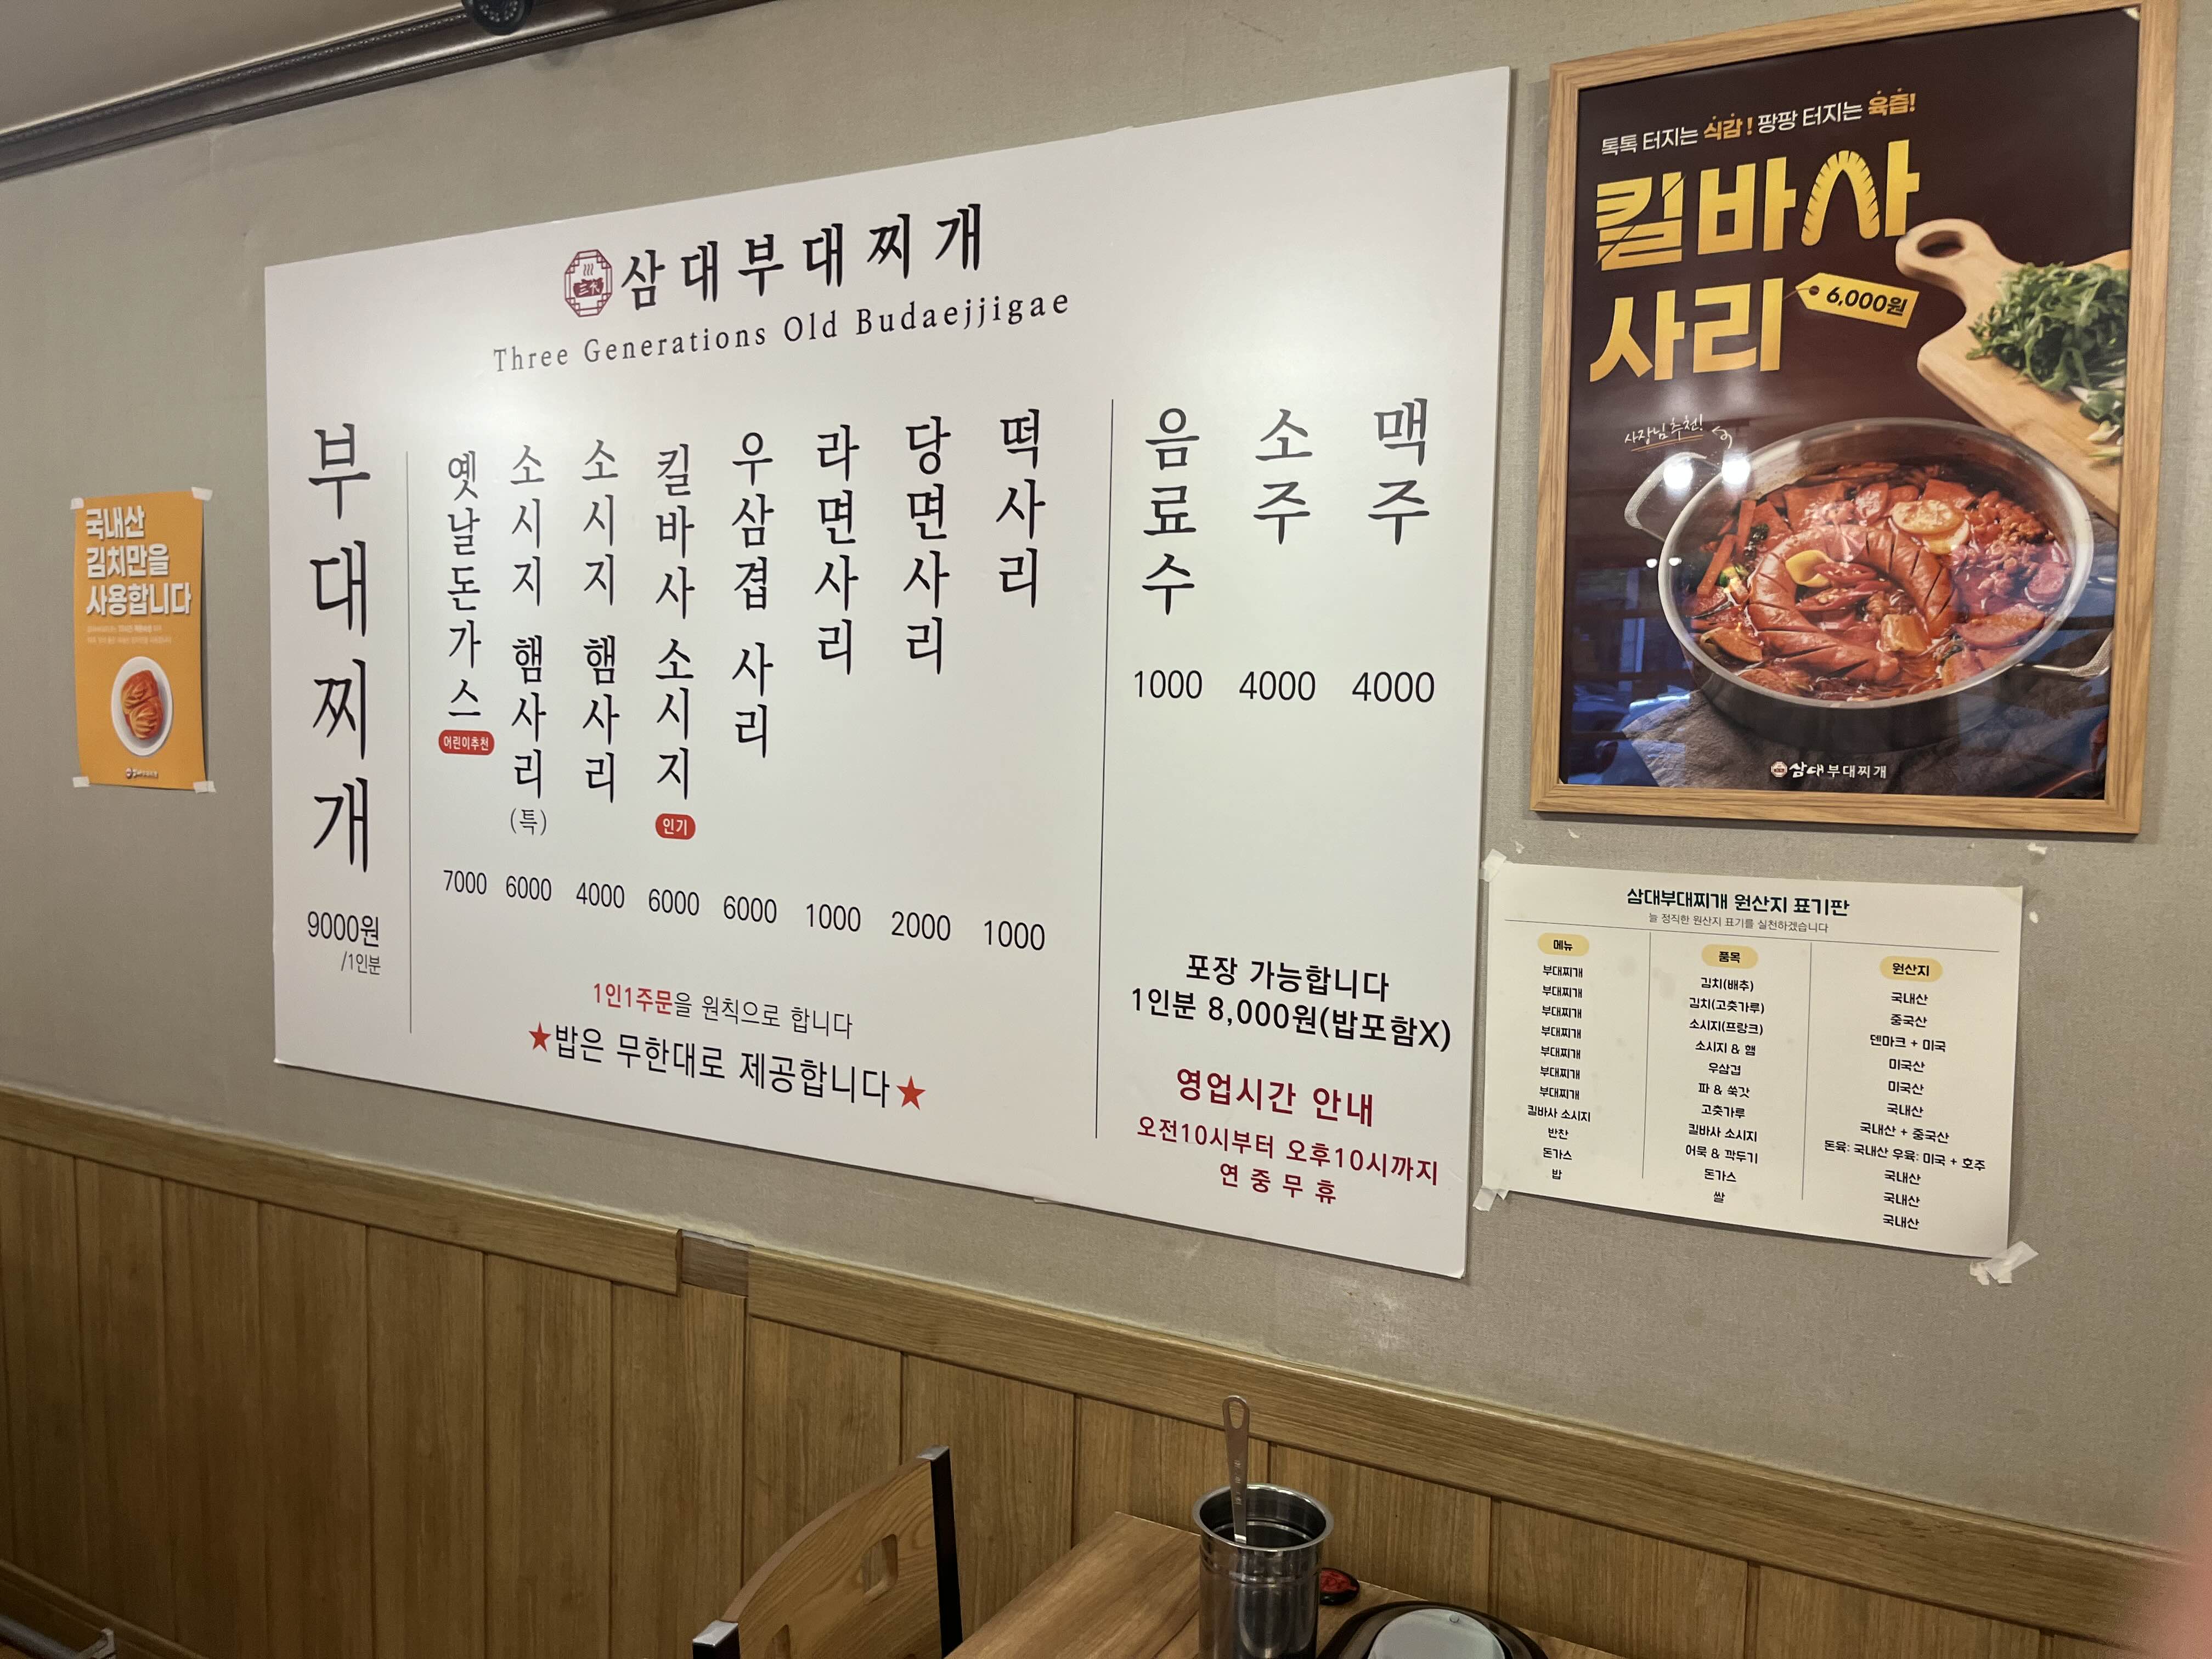 국내산
김치만을
사용합니다
삼대부대찌개
Three Generations Old Budaejjigae
부대찌개
9000원
/1인분
옛날돈가스
어린이추천
7000
소시지 햄사리
(특)
6000
소시지 햄사리
4000
킬바사 소시지
인기
6000
우삼겹 사리
6000
라면사리
1000
당면사리
2000
떡사리
1000
1인1주문을 원칙으로 합니다
★밥은 무한대로 제공합니다★
음료수
1000
소주
4000
맥주
4000
포장 가능합니다
1인분 8,000원(밥포함X)
영업시간 안내
오전10시부터 오후10시까지
연중무휴
톡톡 터지는 식감! 팡팡 터지는 육즙!
킬바사
사리
6,000원
사장님 추천!
삼대부대찌개
삼대부대찌개 원산지 표기판
늘 정직한 원산지 표기를 실천하겠습니다
메뉴 품목 원산지
부대찌개 김치(배추) 국내산
부대찌개 김치(고춧가루) 중국산
부대찌개 소시지(프랑크) 덴마크 + 미국
부대찌개 소시지 & 햄 미국산
부대찌개 우삼겹 미국산
부대찌개 파 & 쑥갓 국내산
부대찌개 고춧가루 국내산 + 중국산
킬바사 소시지 킬바사 소시지 돈육: 국내산 우육: 미국 + 호주
반찬 어묵 & 깍두기 국내산
돈가스 돈가스 국내산
밥 쌀 국내산